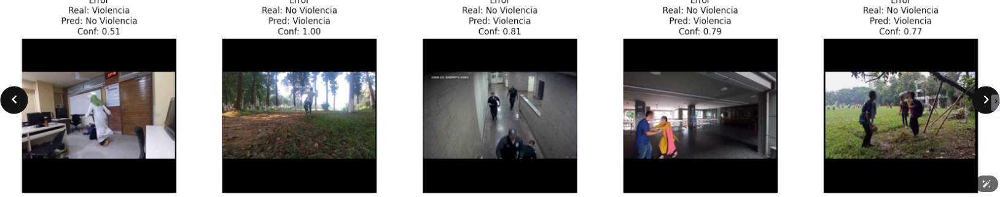 Error
Real: Violencia
Pred: No Violencia
Conf: 0.51
Error
Real: No Violencia
Pred: Violencia
Conf: 1.00
Error
Real: No Violencia
Pred: Violencia
Conf: 0.81
COOK CO. SHERIFF'S VIDEO
Error
Real: No Violencia
Pred: Violencia
Conf: 0.79
Error
Real: No Violencia
Pred: Violencia
Conf: 0.77